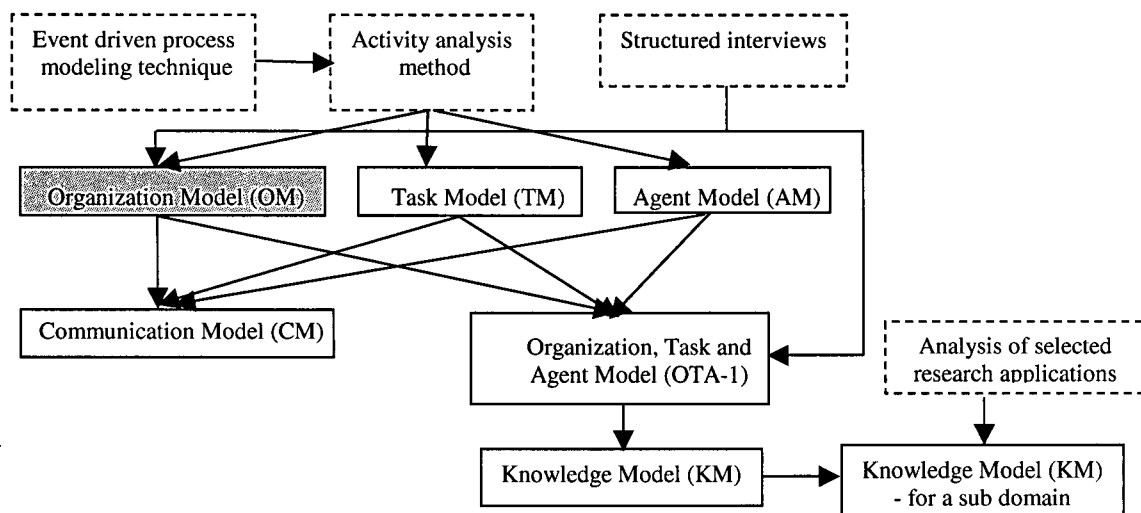 Event driven process
modeling technique
Activity analysis
method
Structured interviews
Organization Model (OM)
Task Model (TM)
Agent Model (AM)
Communication Model (CM)
Organization, Task and
Agent Model (OTA-1)
Analysis of selected
research applications
Knowledge Model (KM)
Knowledge Model (KM)
- for a sub domain